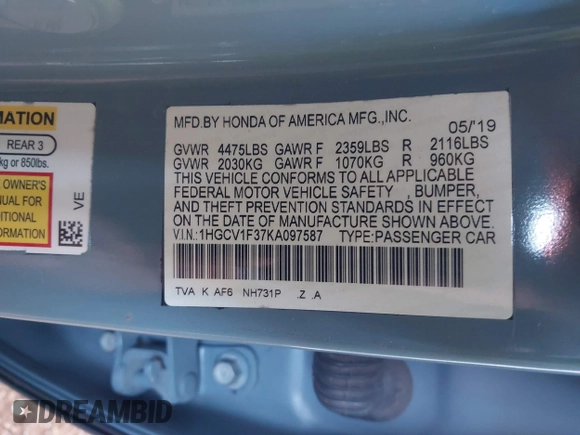 MATION
REAR 3
kg or 850lbs.
OWNER'S
MANUAL FOR
ADDITIONAL
INFORMATION
VE
MFD.BY HONDA OF AMERICA MFG.,INC.
05/'19
GVWR 4475LBS GAWR F 2359LBS R 2116LBS
GVWR 2030KG GAWR F 1070KG R 960KG
THIS VEHICLE CONFORMS TO ALL APPLICABLE
FEDERAL MOTOR VEHICLE SAFETY , BUMPER,
AND THEFT PREVENTION STANDARDS IN EFFECT
ON THE DATE OF MANUFACTURE SHOWN ABOVE.
V.I.N.:1HGCV1F37KA097587 TYPE:PASSENGER CAR
TVA K AF6 NH731P .Z .A
DREAMBID